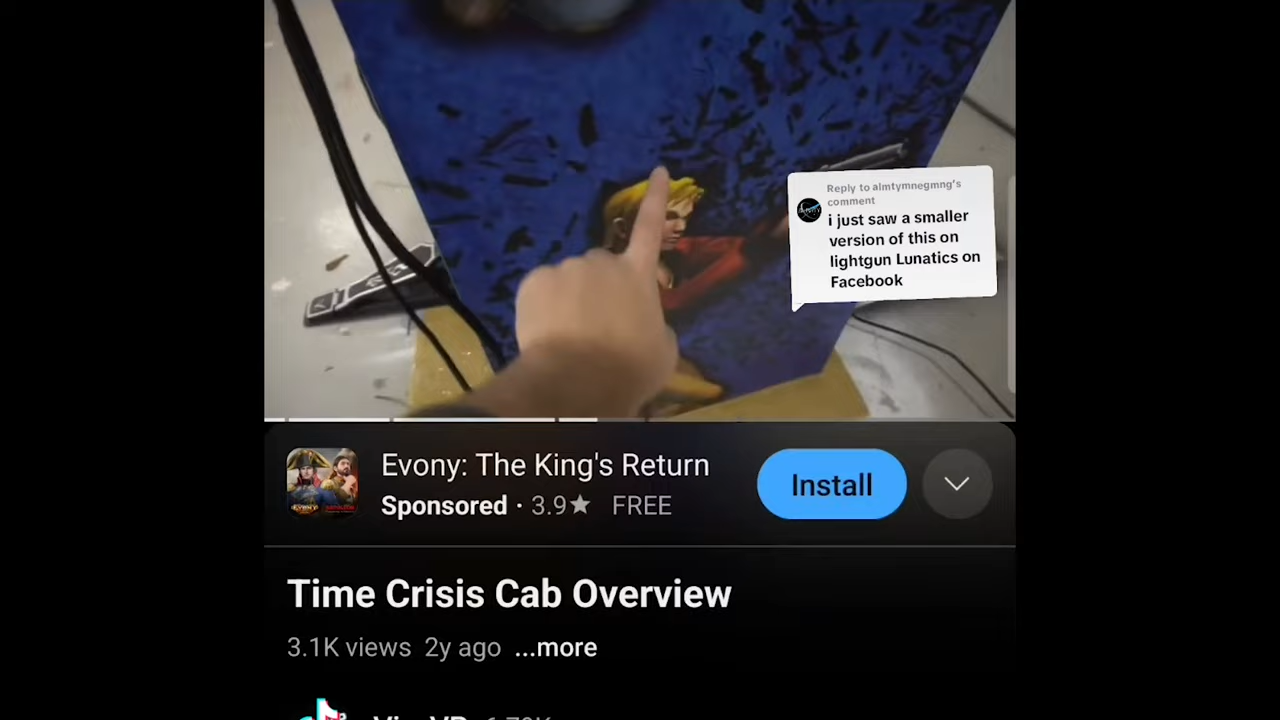 Reply to almtymnegmng's
comment
i just saw a smaller
version of this on
lightgun Lunatics on
Facebook
Evony: The King's Return
Install
Sponsored · 3.9★ FREE
Time Crisis Cab Overview
3.1K views 2y ago ...more